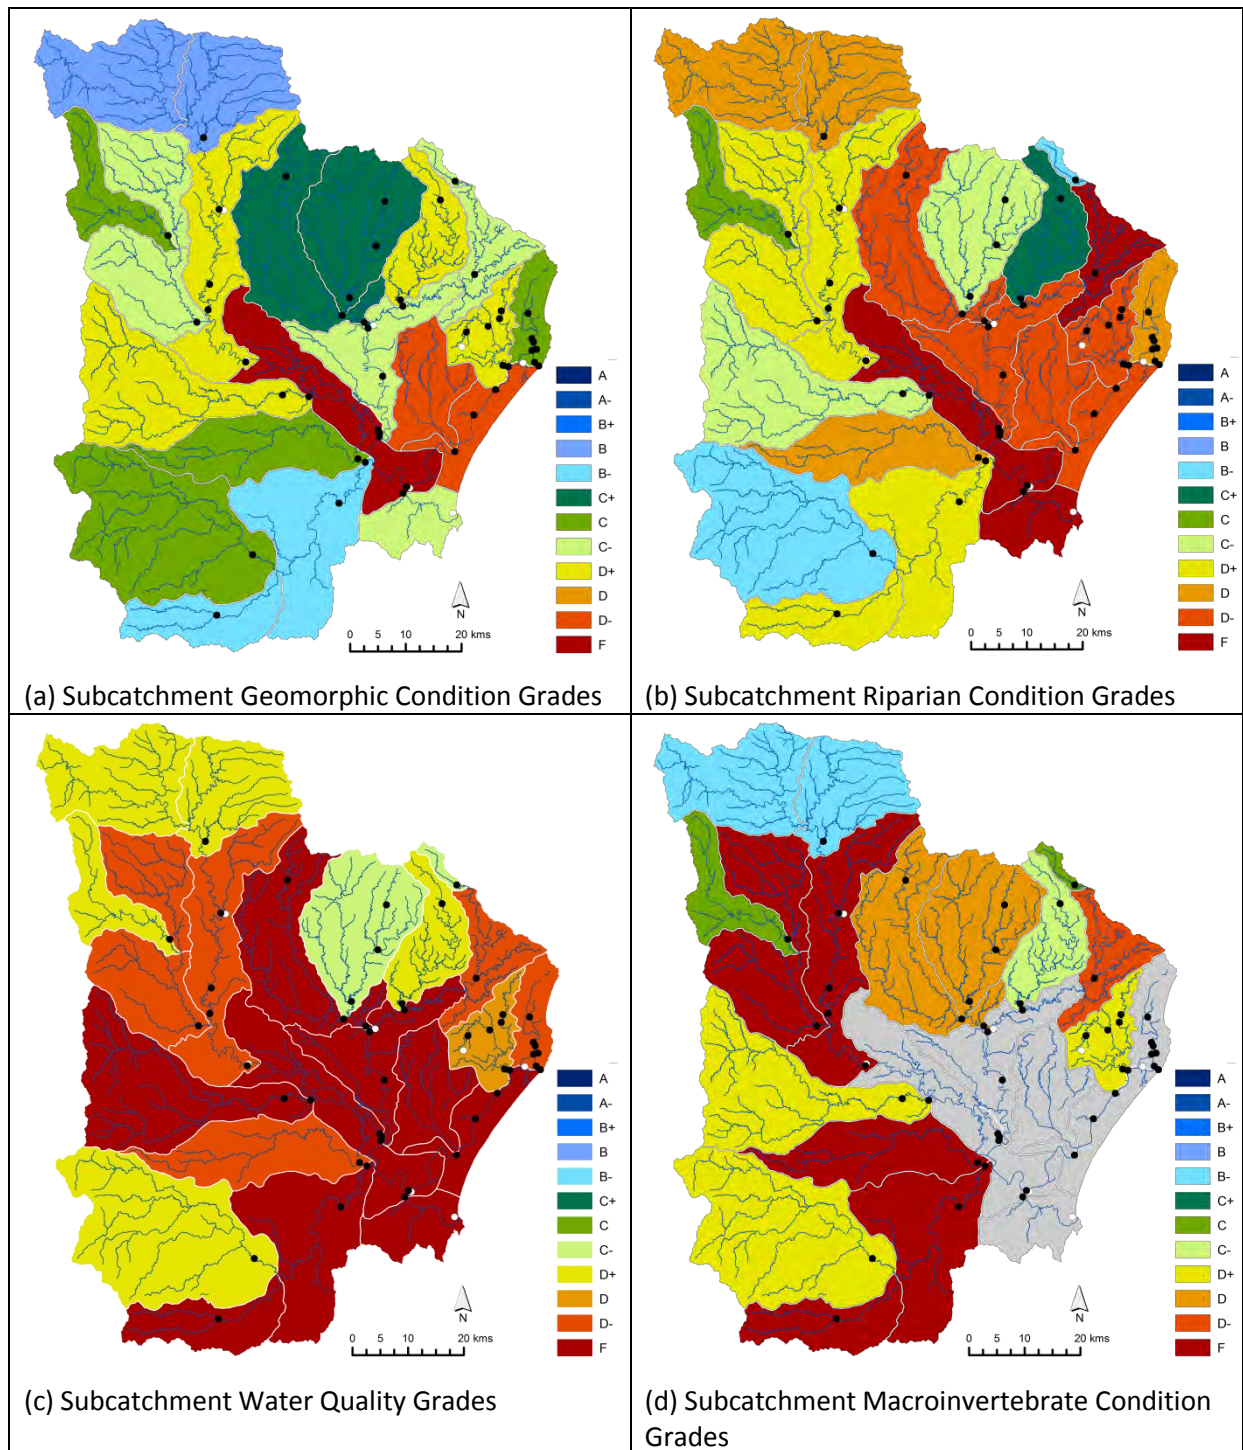 A
A-
B+
B
B-
C+
C
C-
D+
D
D-
F
N
0 5 10 20 kms
(a) Subcatchment Geomorphic Condition Grades
A
A-
B+
B
B-
C+
C
C-
D+
D
D-
F
N
0 5 10 20 kms
(b) Subcatchment Riparian Condition Grades
A
A-
B+
B
B-
C+
C
C-
D+
D
D-
F
N
0 5 10 20 kms
(c) Subcatchment Water Quality Grades
A
A-
B+
B
B-
C+
C
C-
D+
D
D-
F
N
0 5 10 20 kms
(d) Subcatchment Macroinvertebrate Condition
Grades